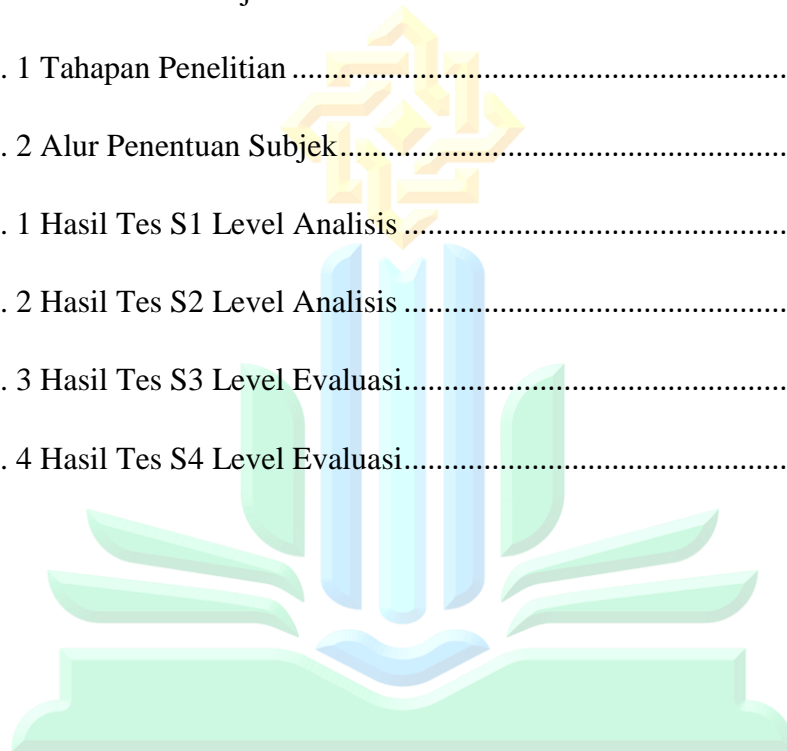 . 1 Tahapan Penelitian ................................................................
. 2 Alur Penentuan Subjek..........................................................
. 1 Hasil Tes S1 Level Analisis ..................................................
. 2 Hasil Tes S2 Level Analisis ..................................................
. 3 Hasil Tes S3 Level Evaluasi..................................................
. 4 Hasil Tes S4 Level Evaluasi..................................................